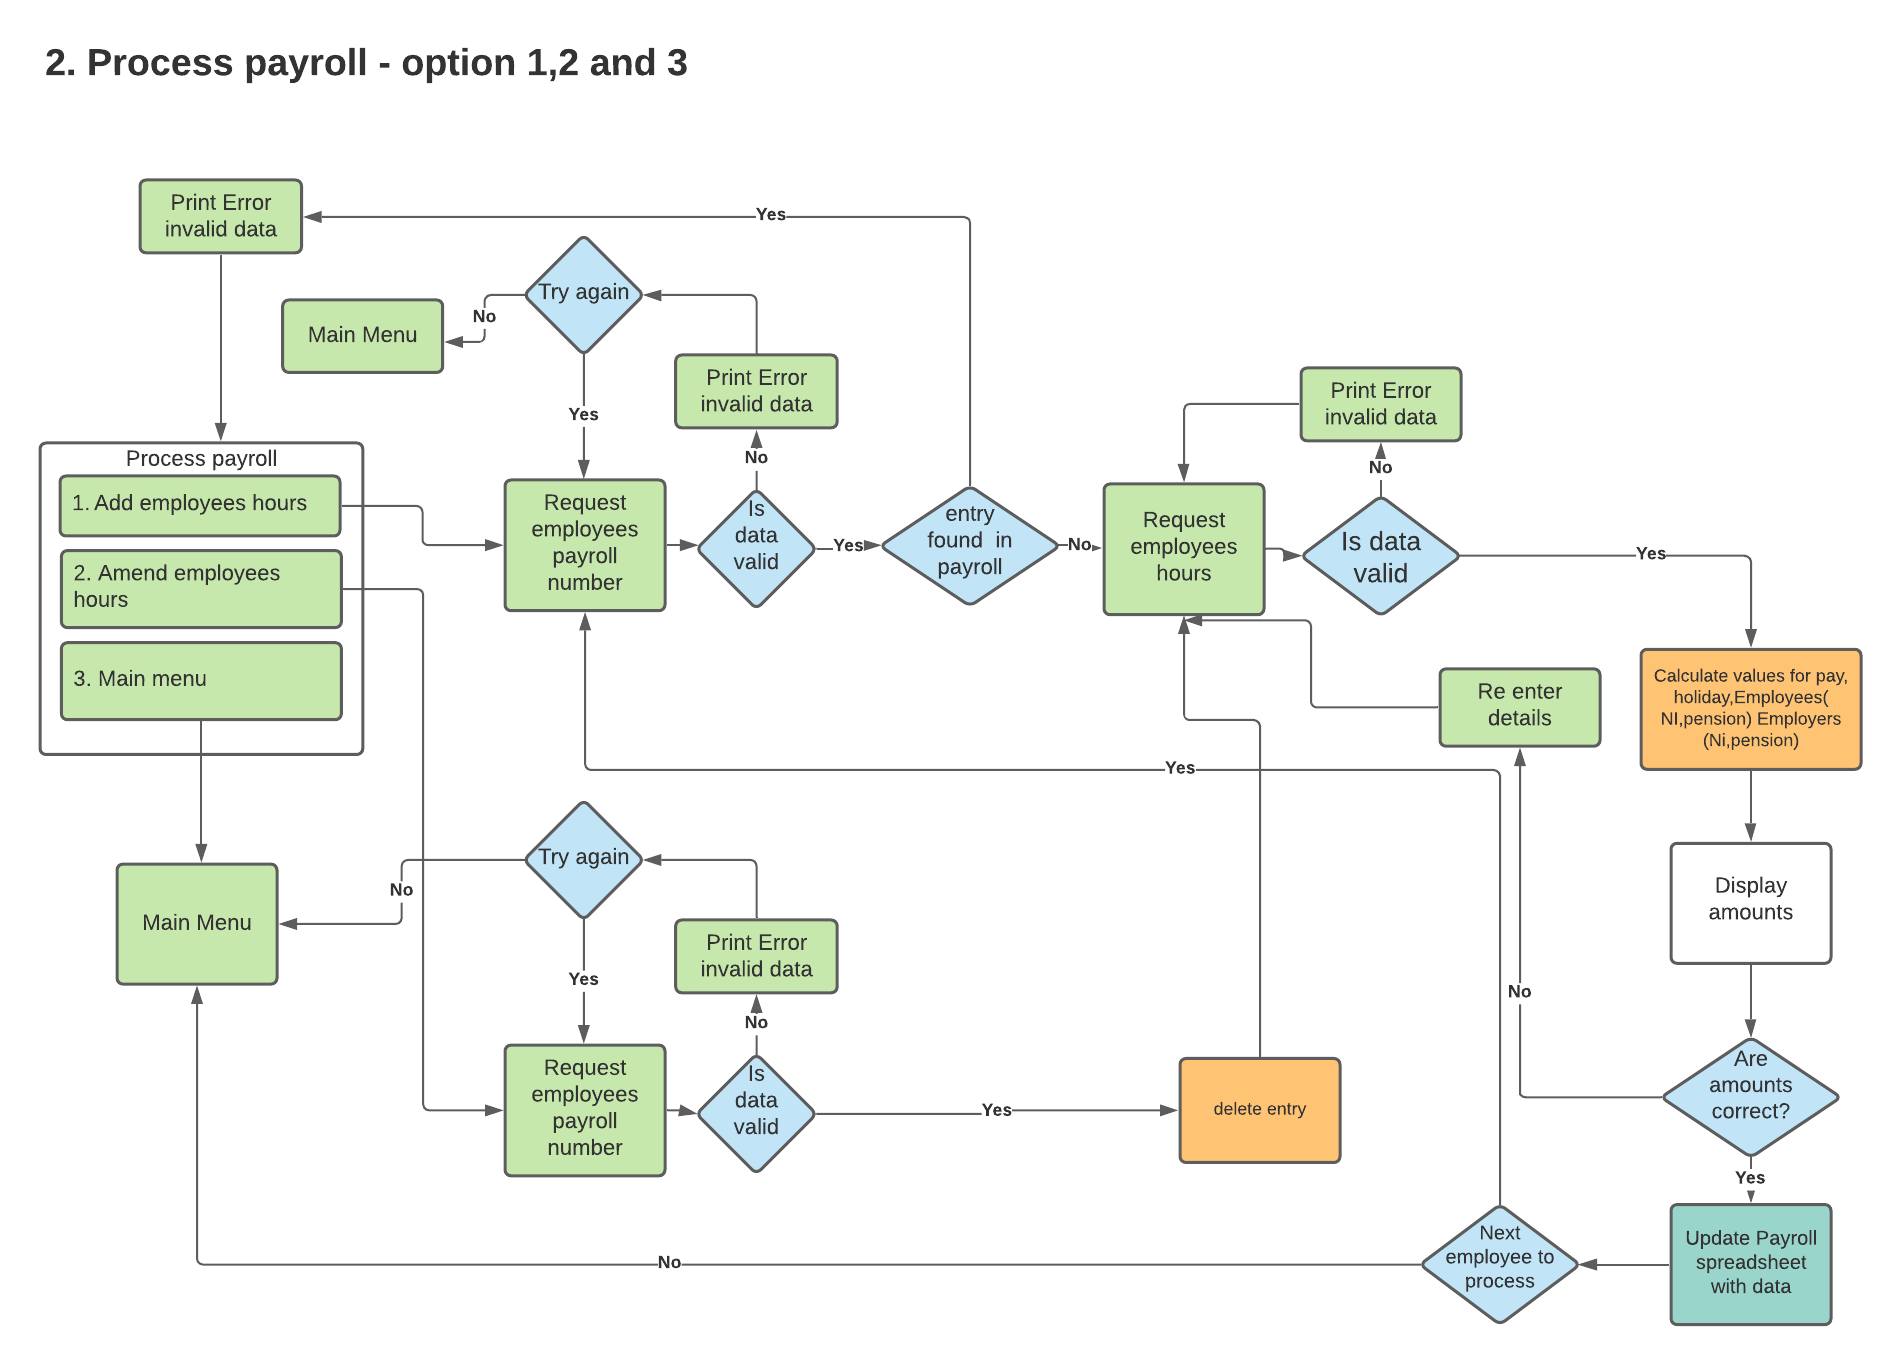 2. Process payroll - option 1,2 and 3
Print Error
invalid data
Yes
Try again
No
Main Menu
Yes
Print Error
invalid data
No
Print Error
invalid data
No
Process payroll
1. Add employees hours
2. Amend employees
hours
3. Main menu
Request
employees
payroll
number
Is
data
valid
Yes
entry
found in
payroll
No
Request
employees
hours
Is data
valid
Yes
Calculate values for pay,
holiday,Employees(
NI,pension) Employers
(Ni,pension)
Re enter
details
Yes
Try again
No
Main Menu
Yes
Print Error
invalid data
No
Display
amounts
No
Request
employees
payroll
number
Is
data
valid
Yes
delete entry
Are
amounts
correct?
Yes
Update Payroll
spreadsheet
with data
Next
employee to
process
No